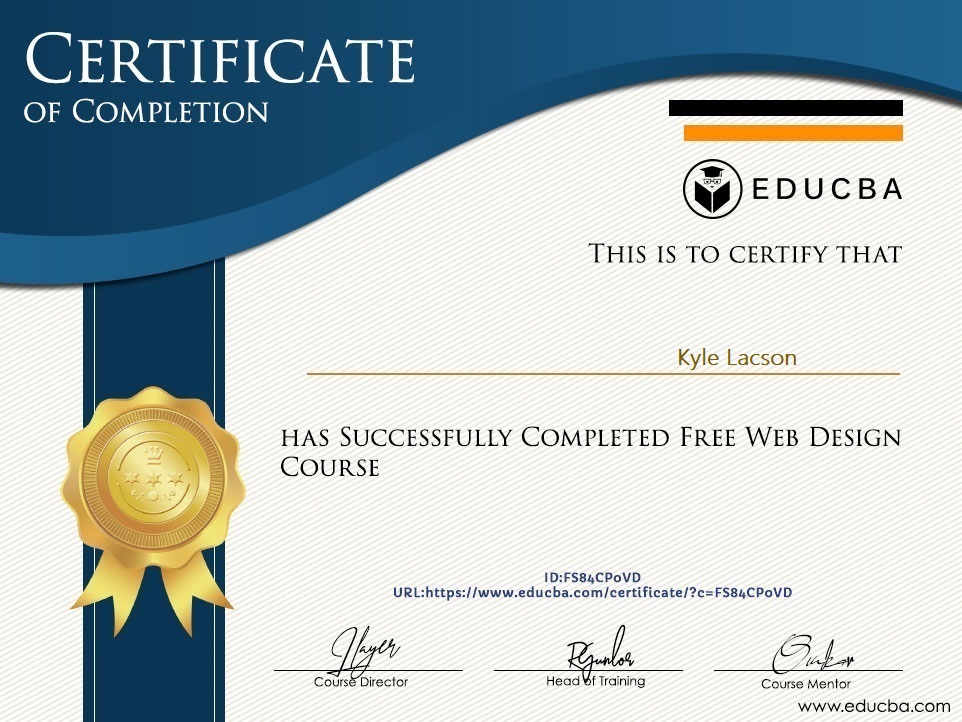 CERTIFICATE
OF COMPLETION
EDUCBA
THIS IS TO CERTIFY THAT
Kyle Lacson
HAS SUCCESSFULLY COMPLETED FREE WEB DESIGN
COURSE
ID:FS84CPoVD
URL:https://www.educba.com/certificate/?c=FS84CPoVD
Course Director
Head of Training
Course Mentor
www.educba.com